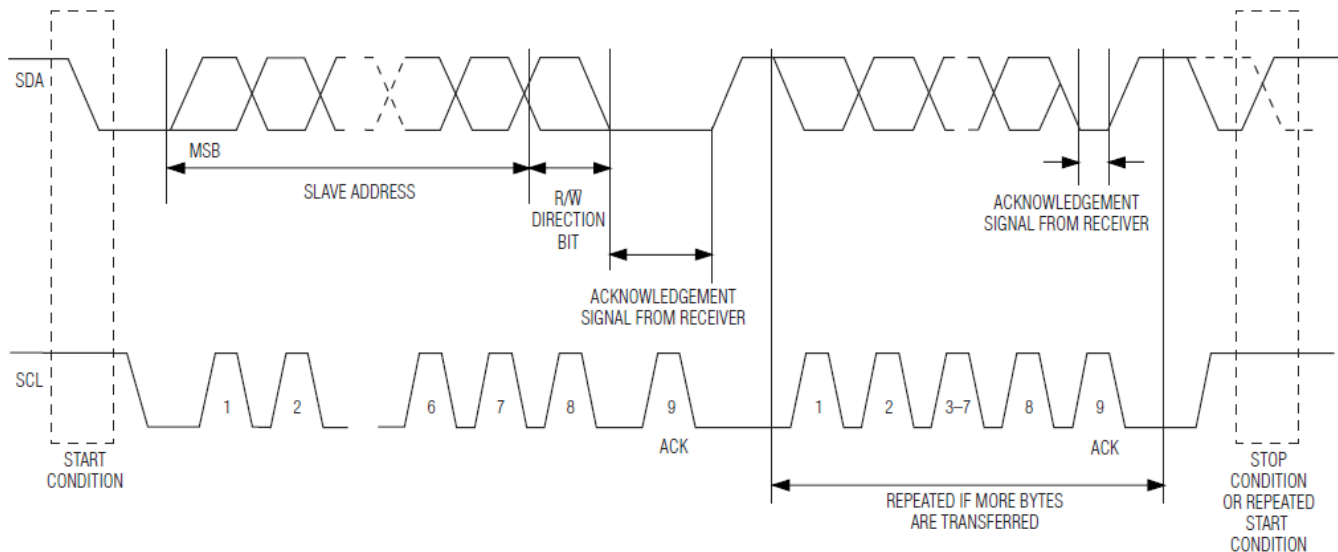 SDA
MSB
SLAVE ADDRESS
R/W̅
DIRECTION
BIT
ACKNOWLEDGEMENT
SIGNAL FROM RECEIVER
ACKNOWLEDGEMENT
SIGNAL FROM RECEIVER
SCL
1
2
6
7
8
9
1
2
3–7
8
9
ACK
ACK
START
CONDITION
REPEATED IF MORE BYTES
ARE TRANSFERRED
STOP
CONDITION
OR REPEATED
START
CONDITION